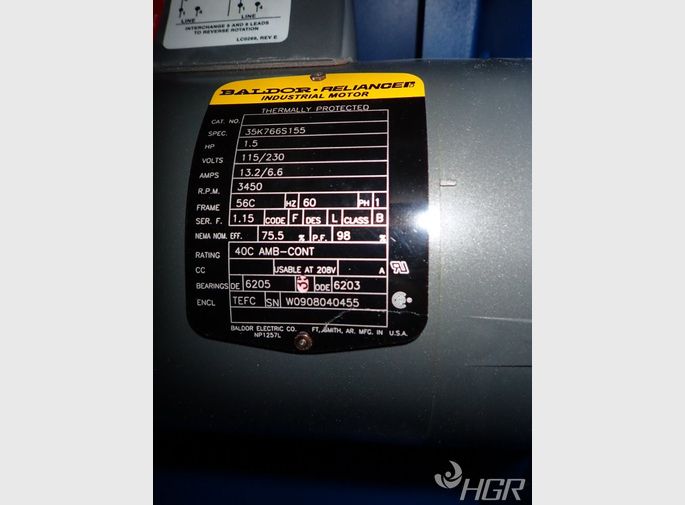 LINE LINE
INTERCHANGE 5 AND 8 LEADS
TO REVERSE ROTATION
LC0269, REV E
BALDOR • RELIANCER
INDUSTRIAL MOTOR
THERMALLY PROTECTED
CAT. NO.
SPEC. 35K766S155
HP 1.5
VOLTS 115/230
AMPS 13.2/6.6
R.P.M. 3450
FRAME 56C HZ 60 PH 1
SER. F. 1.15 CODE F DES L CLASS B
NEMA NOM. EFF. 75.5 % P.F. 98 %
RATING 40C AMB-CONT
CC USABLE AT 208V A
BEARINGS DE 6205 ODE 6203
ENCL TEFC SN W0908040455
BALDOR ELECTRIC CO. FT. SMITH, AR. MFG. IN U.S.A.
NP1257L
HGR